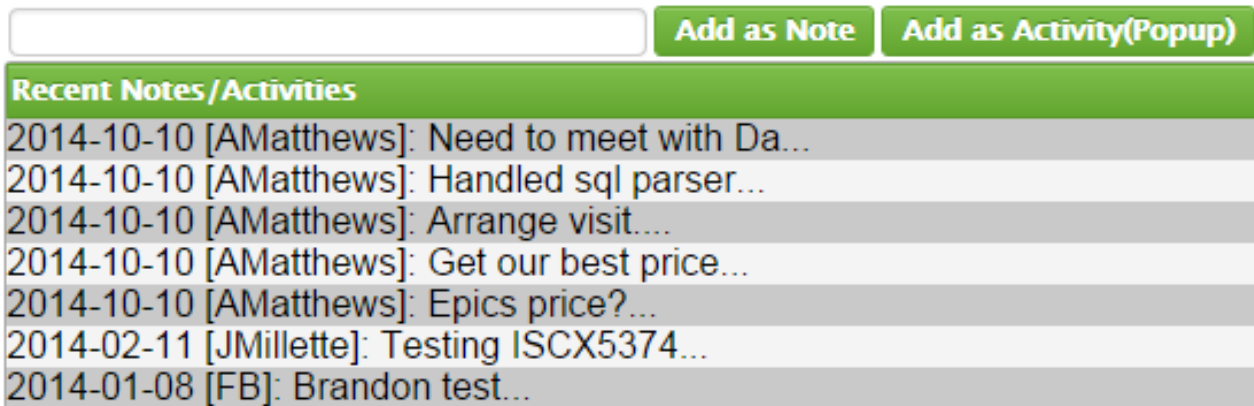 Add as Note Add as Activity(Popup)
Recent Notes/Activities
2014-10-10 [AMatthews]: Need to meet with Da...
2014-10-10 [AMatthews]: Handled sql parser...
2014-10-10 [AMatthews]: Arrange visit....
2014-10-10 [AMatthews]: Get our best price...
2014-10-10 [AMatthews]: Epics price?...
2014-02-11 [JMillette]: Testing ISCX5374...
2014-01-08 [FB]: Brandon test...